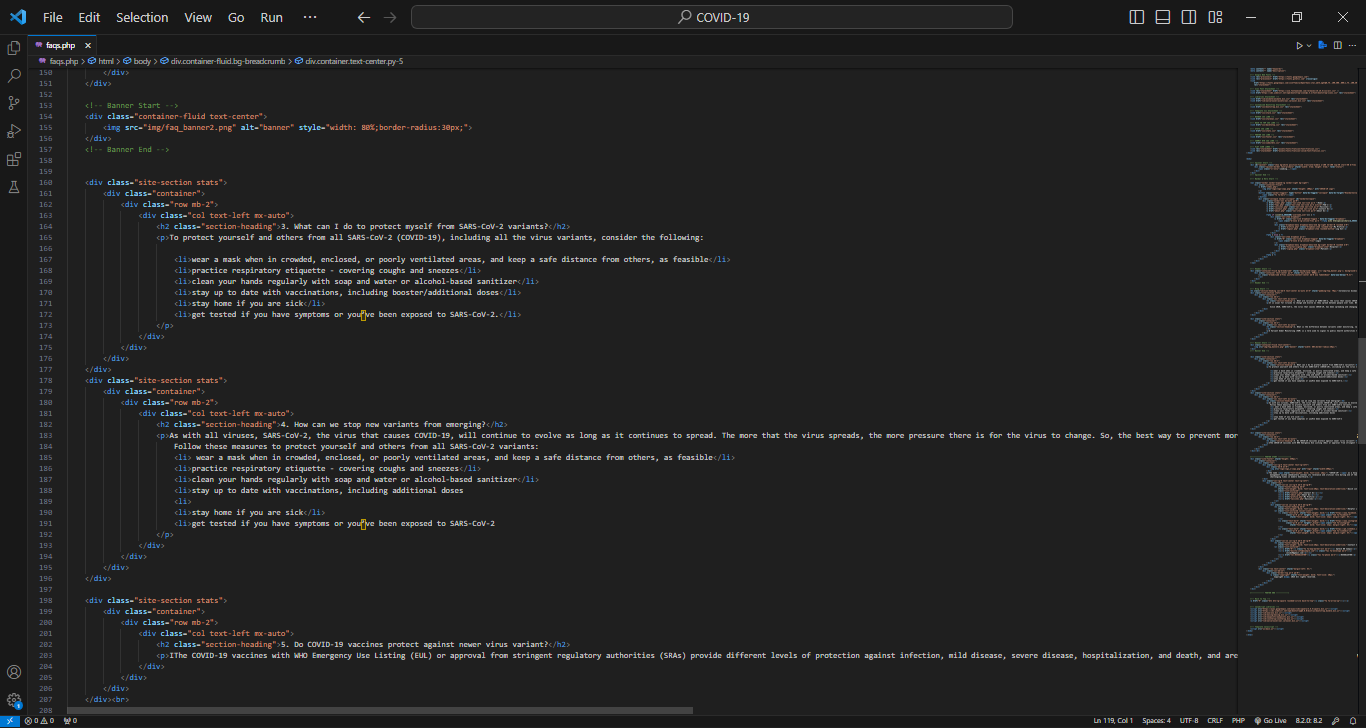 File Edit Selection View Go Run ··· COVID-19
faqs.php
faqs.php > html > body > div.container-fluid.bg-breadcrumb > div.container.text-center.py-5
150 </div>
151 </div>
152
153 <!-- Banner Start -->
154 <div class="container-fluid text-center">
155 <img src="img/faq_banner2.png" alt="banner" style="width: 80%;border-radius:30px;">
156 </div>
157 <!-- Banner End -->
158
159
160 <div class="site-section stats">
161 <div class="container">
162 <div class="row mb-2">
163 <div class="col text-left mx-auto">
164 <h2 class="section-heading">3. What can I do to protect myself from SARS-CoV-2 variants?</h2>
165 <p>To protect yourself and others from all SARS-CoV-2 (COVID-19), including all the virus variants, consider the following:
166
167 <li>wear a mask when in crowded, enclosed, or poorly ventilated areas, and keep a safe distance from others, as feasible</li>
168 <li>practice respiratory etiquette - covering coughs and sneezes</li>
169 <li>clean your hands regularly with soap and water or alcohol-based sanitizer</li>
170 <li>stay up to date with vaccinations, including booster/additional doses</li>
171 <li>stay home if you are sick</li>
172 <li>get tested if you have symptoms or you’ve been exposed to SARS-CoV-2.</li>
173 </p>
174 </div>
175 </div>
176 </div>
177 </div>
178 <div class="site-section stats">
179 <div class="container">
180 <div class="row mb-2">
181 <div class="col text-left mx-auto">
182 <h2 class="section-heading">4. How can we stop new variants from emerging?</h2>
183 <p>As with all viruses, SARS-CoV-2, the virus that causes COVID-19, will continue to evolve as long as it continues to spread. The more that the virus spreads, the more pressure there is for the virus to change. So, the best way to prevent mor
184 Follow these measures to protect yourself and others from all SARS-CoV-2 variants:
185 <li> wear a mask when in crowded, enclosed, or poorly ventilated areas, and keep a safe distance from others, as feasible</li>
186 <li>practice respiratory etiquette - covering coughs and sneezes</li>
187 <li>clean your hands regularly with soap and water or alcohol-based sanitizer</li>
188 <li>stay up to date with vaccinations, including additional doses
189 <li>
190 <li>stay home if you are sick</li>
191 <li>get tested if you have symptoms or you’ve been exposed to SARS-CoV-2
192 </p>
193 </div>
194 </div>
195 </div>
196 </div>
197
198 <div class="site-section stats">
199 <div class="container">
200 <div class="row mb-2">
201 <div class="col text-left mx-auto">
202 <h2 class="section-heading">5. Do COVID-19 vaccines protect against newer virus variant?</h2>
203 <p>IThe COVID-19 vaccines with WHO Emergency Use Listing (EUL) or approval from stringent regulatory authorities (SRAs) provide different levels of protection against infection, mild disease, severe disease, hospitalization, and death, and are
204 </div>
205 </div>
206 </div>
207 </div><br>
208
0 0 0 Ln 119, Col 1 Spaces: 4 UTF-8 CRLF PHP Go Live 8.2.0: 8.2